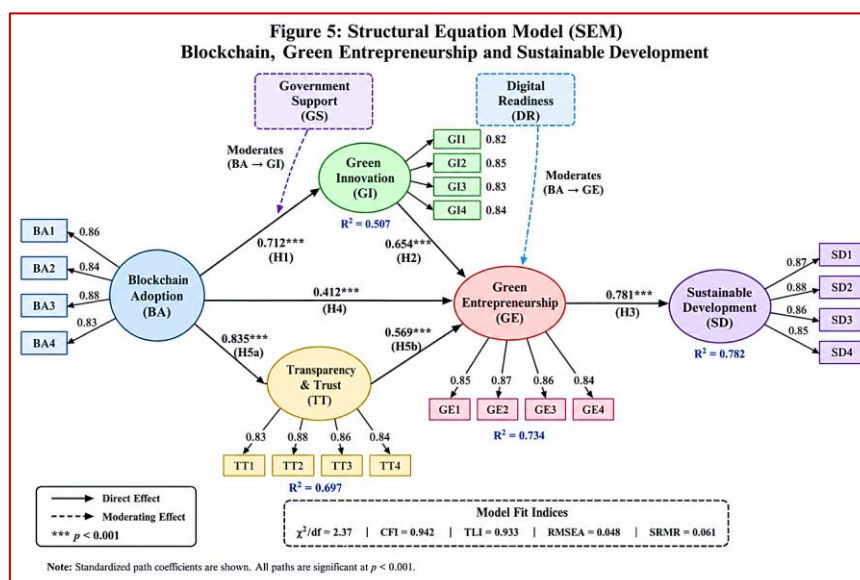 Figure 5: Structural Equation Model (SEM)
Blockchain, Green Entrepreneurship and Sustainable Development
Government
Support
(GS)
Digital
Readiness
(DR)
Moderates
(BA → GI)
Moderates
(BA → GE)
Green
Innovation
(GI)
R² = 0.507
GI1 0.82
GI2 0.85
GI3 0.83
GI4 0.84
BA1 0.86
BA2 0.84
BA3 0.88
BA4 0.83
Blockchain
Adoption
(BA)
0.712***
(H1)
0.654***
(H2)
0.412***
(H4)
0.835***
(H5a)
0.569***
(H5b)
Green
Entrepreneurship
(GE)
0.781***
(H3)
Sustainable
Development
(SD)
R² = 0.782
0.87 SD1
0.88 SD2
0.86 SD3
0.85 SD4
Transparency
& Trust
(TT)
0.85 0.87 0.86 0.84
GE1 GE2 GE3 GE4
R² = 0.734
0.83 0.88 0.86 0.84
TT1 TT2 TT3 TT4
R² = 0.697
Direct Effect
Moderating Effect
*** p < 0.001
Model Fit Indices
χ²/df = 2.37 | CFI = 0.942 | TLI = 0.933 | RMSEA = 0.048 | SRMR = 0.061
Note: Standardized path coefficients are shown. All paths are significant at p < 0.001.